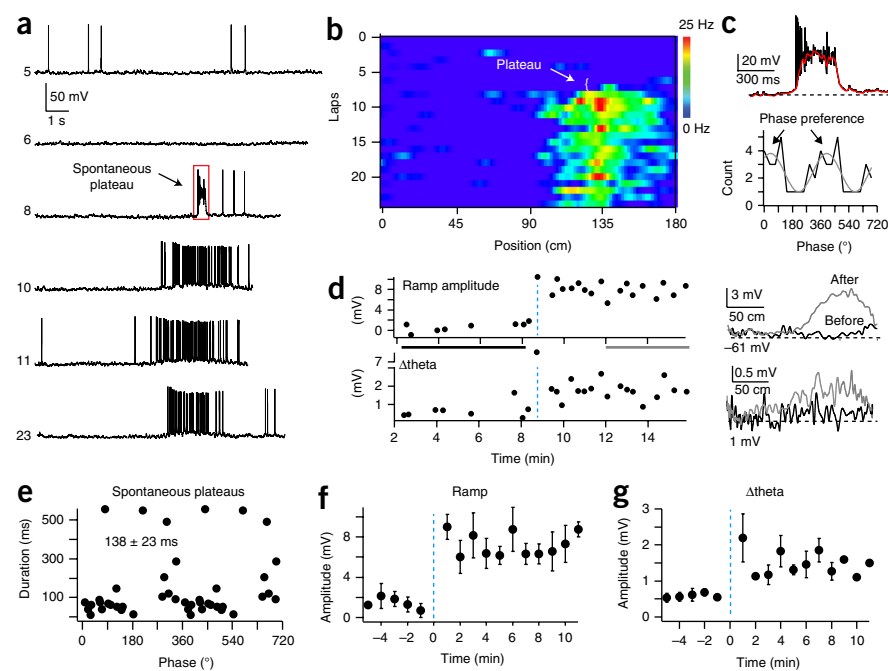 a
5
50 mV
1 s
6
Spontaneous
plateau
8
10
11
23
b
0
5
10
15
20
Laps
Plateau
25 Hz
0 Hz
0
45
90
135
180
Position (cm)
c
20 mV
300 ms
Phase preference
4
2
0
Count
0
180
360
540
720
Phase (°)
d
Ramp amplitude
8
4
0
(mV)
Δtheta
7
2
1
(mV)
2
4
6
8
10
12
14
Time (min)
3 mV
50 cm
After
Before
–61 mV
0.5 mV
50 cm
1 mV
e
Spontaneous plateaus
500
300
100
Duration (ms)
138 ± 23 ms
0
180
360
540
720
Phase (°)
f
Ramp
8
4
0
Amplitude (mV)
−4
−2
0
2
4
6
8
10
Time (min)
g
Δtheta
3
2
1
0
Amplitude (mV)
−4
−2
0
2
4
6
8
10
Time (min)